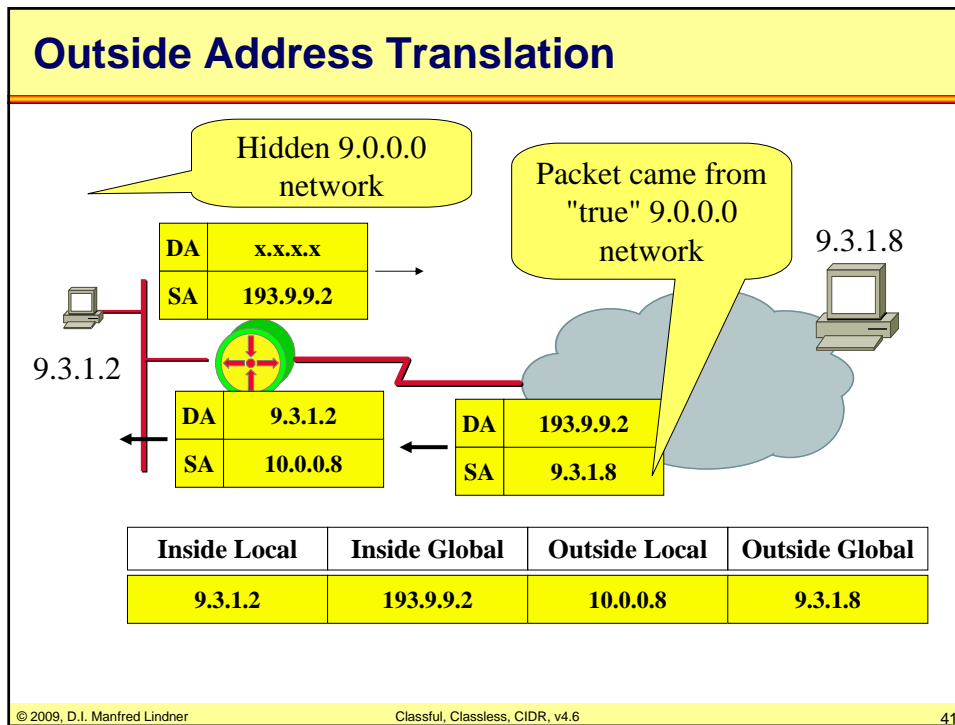 Outside Address Translation
Hidden 9.0.0.0
network
Packet came from
"true" 9.0.0.0
network
9.3.1.8
DA x.x.x.x
SA 193.9.9.2
9.3.1.2
DA 9.3.1.2
SA 10.0.0.8
DA 193.9.9.2
SA 9.3.1.8
Inside Local Inside Global Outside Local Outside Global
9.3.1.2 193.9.9.2 10.0.0.8 9.3.1.8
© 2009, D.I. Manfred Lindner Classful, Classless, CIDR, v4.6 41